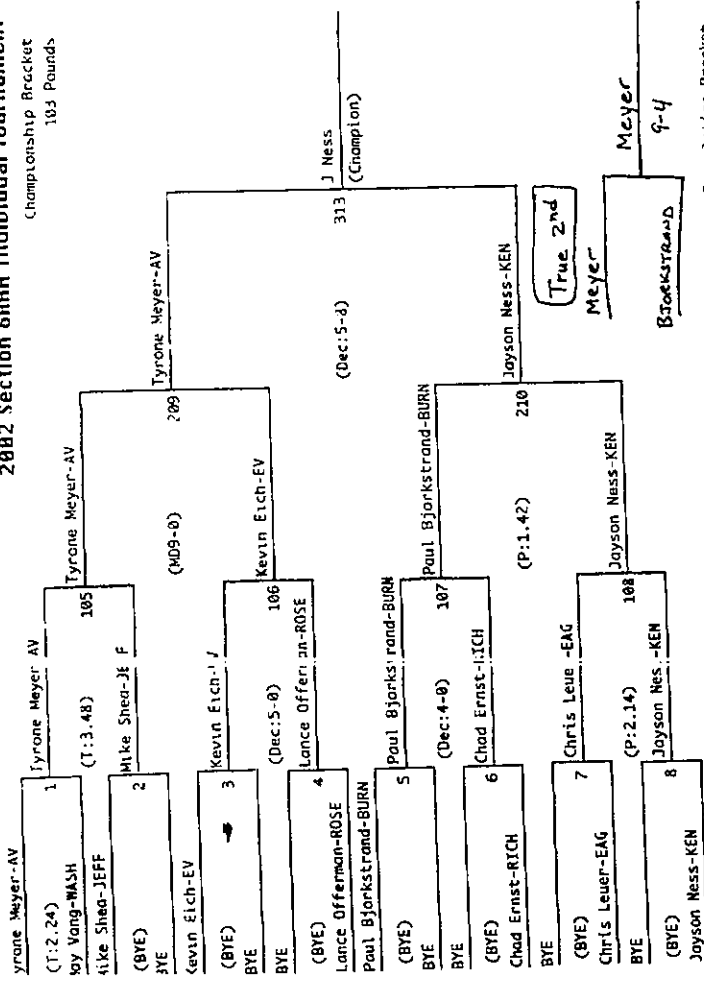 2002 Section 6AAA Individual Tournament
Championship Bracket
103 Pounds
yrone Meyer-AV
(T:2.24)
1
Tyrone Meyer AV
Vang-WASH
(T:3.48)
105
Tyrone Meyer-AV
ike Shea-JEFF
(BYE)
2
Mike Shea-JE F
BYE
(MD9-0)
209
Tyrone Meyer-AV
Kevin Eich-EV
(BYE)
3
Kevin Eich-
BYE
(Dec:5-0)
106
Kevin Eich-EV
BYE
(BYE)
4
Lance Offerman-ROSE
Lance Offerman-ROSE
313
J Ness
(Champion)
Paul Bjorkstrand-BURN
(BYE)
5
Paul Bjorkstrand-BURN
BYE
(Dec:4-0)
107
Paul Bjorkstrand-BURN
BYE
(BYE)
6
Chad Ernst-RICH
Chad Ernst-RICH
(P:1.42)
210
Jayson Ness-KEN
BYE
(BYE)
7
Chris Leue -EAG
Chris Leuer-EAG
(P:2.14)
108
Jayson Ness-KEN
BYE
(BYE)
8
Jayson Nes.-KEN
Jayson Ness-KEN
True 2nd
Meyer
Bjorkstrand
Meyer
9-4
Bracket